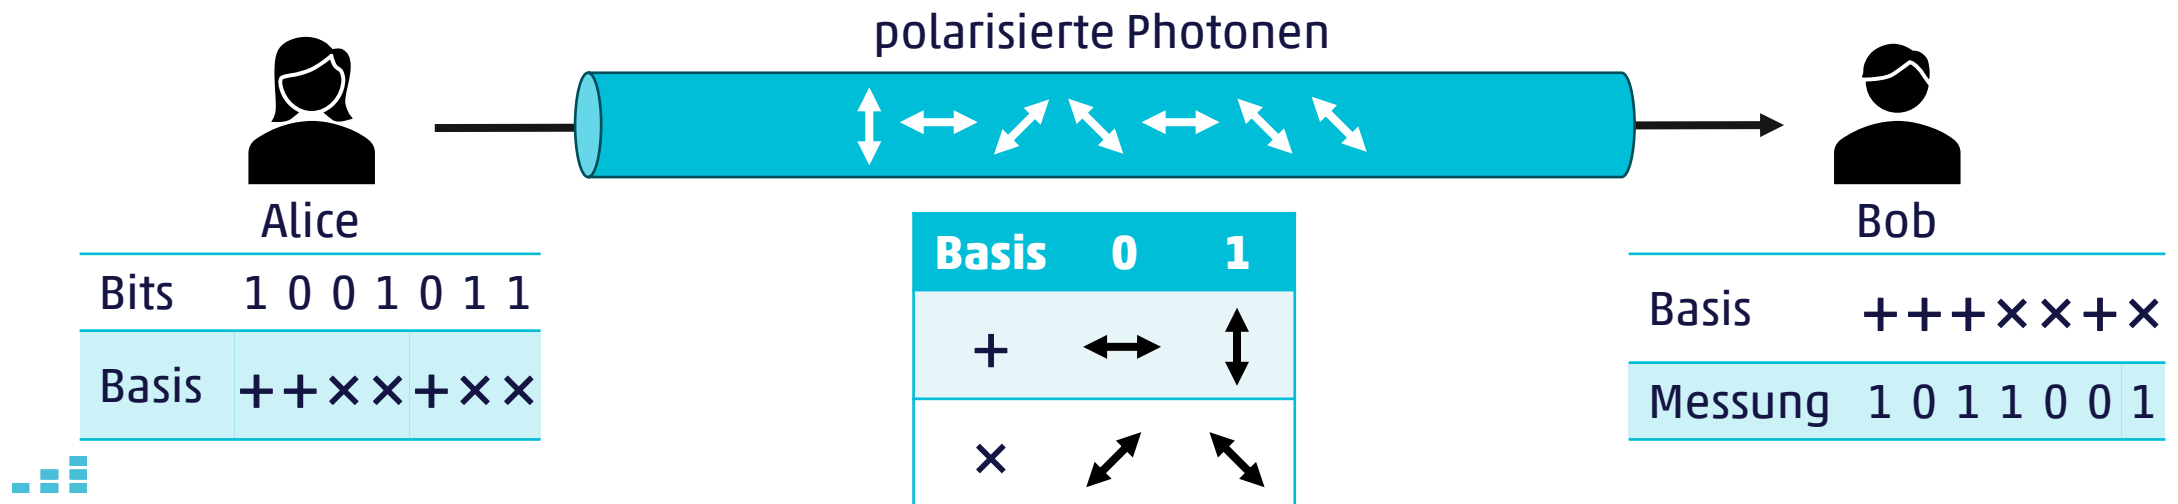 polarisierte Photonen
Alice
Bits 1 0 0 1 0 1 1
Basis + + × × + × ×
Basis 0 1
+
×
Bob
Basis + + + × × + ×
Messung 1 0 1 1 0 0 1